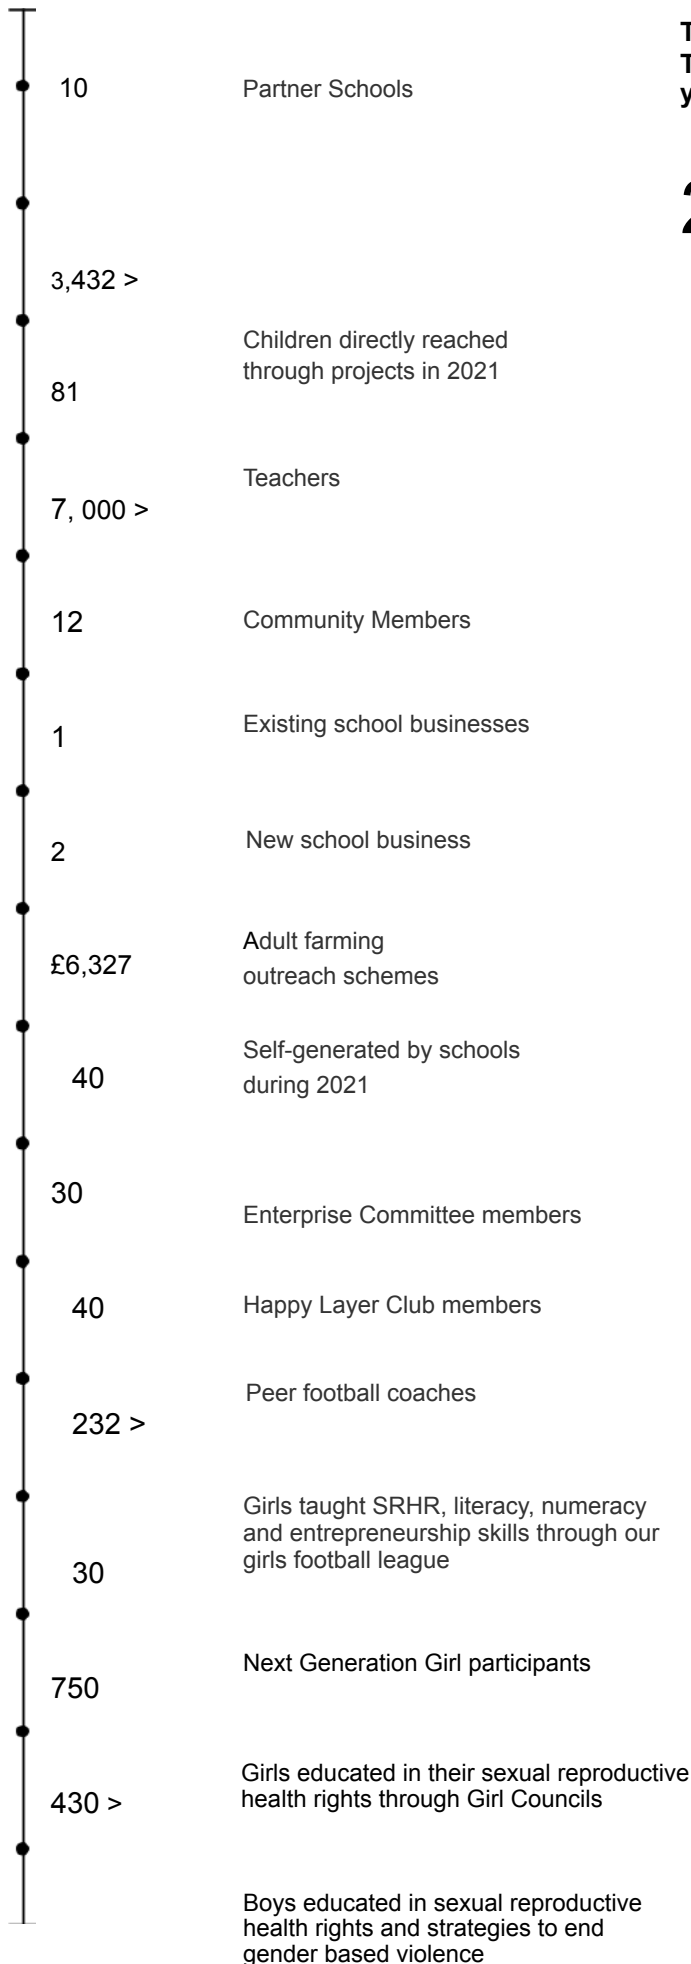 10 Partner Schools
3,432 >
Children directly reached
through projects in 2021
81
Teachers
7, 000 >
12 Community Members
1 Existing school businesses
2 New school business
£6,327 Adult farming
outreach schemes
Self-generated by schools
40 during 2021
30
Enterprise Committee members
40 Happy Layer Club members
Peer football coaches
232 >
Girls taught SRHR, literacy, numeracy
and entrepreneurship skills through our
girls football league
30
Next Generation Girl participants
750
Girls educated in their sexual reproductive
430 > health rights through Girl Councils
Boys educated in sexual reproductive
health rights and strategies to end
gender based violence